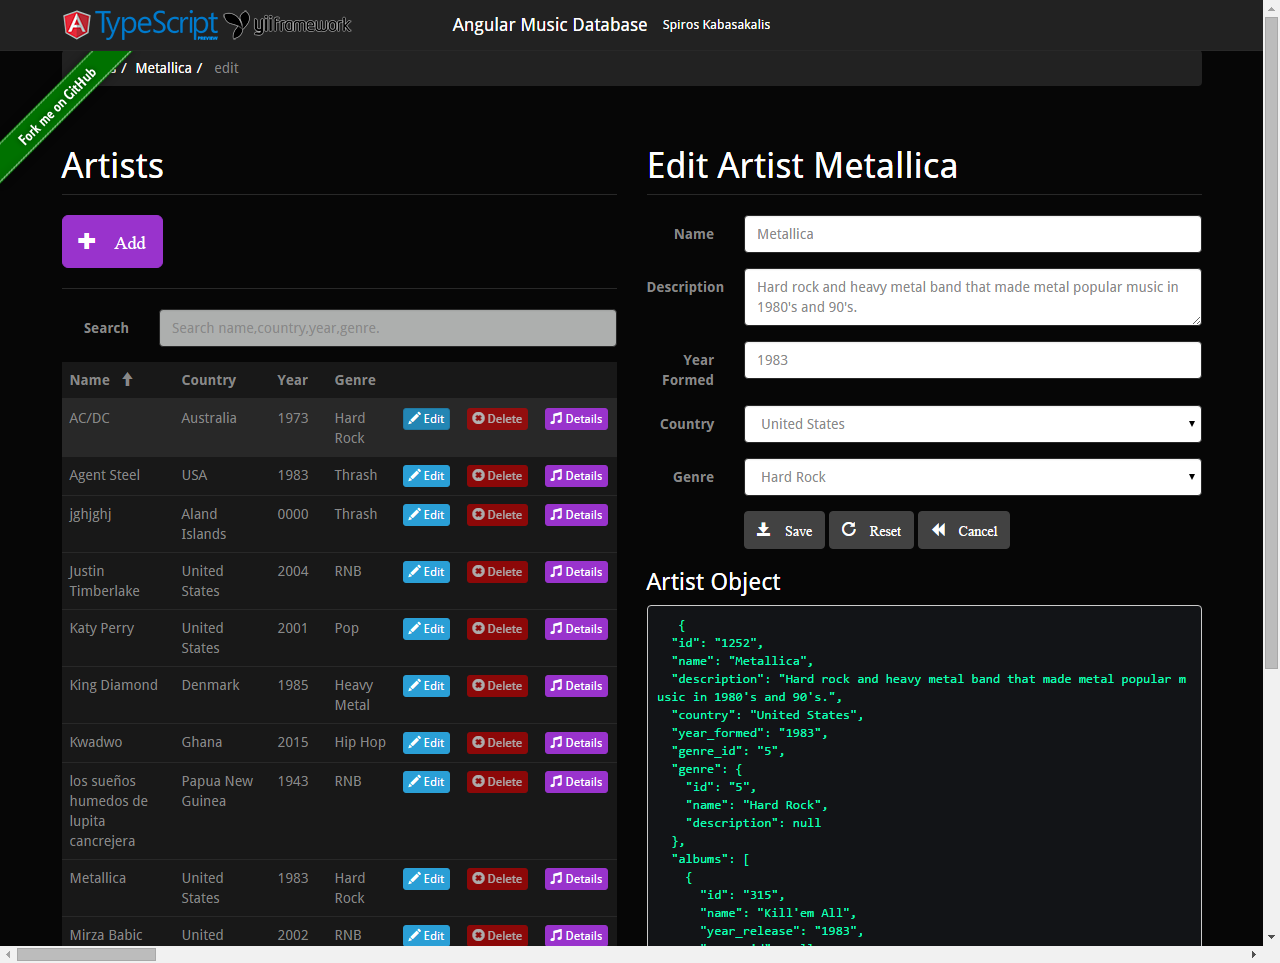 TypeScript
PREVIEW
yiiframework
Angular Music Database
Spiros Kabasakalis
Fork me on GitHub
/ Metallica / edit
Artists
Add
Search
Search name,country,year,genre.
Name Country Year Genre
AC/DC Australia 1973 Hard Rock Edit Delete Details
Agent Steel USA 1983 Thrash Edit Delete Details
jghjghj Aland Islands 0000 Thrash Edit Delete Details
Justin Timberlake United States 2004 RNB Edit Delete Details
Katy Perry United States 2001 Pop Edit Delete Details
King Diamond Denmark 1985 Heavy Metal Edit Delete Details
Kwadwo Ghana 2015 Hip Hop Edit Delete Details
los sueños humedos de lupita cancrejera Papua New Guinea 1943 RNB Edit Delete Details
Metallica United States 1983 Hard Rock Edit Delete Details
Mirza Babic United 2002 RNB Edit Delete Details
Edit Artist Metallica
Name
Metallica
Description
Hard rock and heavy metal band that made metal popular music in
1980's and 90's.
Year Formed
1983
Country
United States
Genre
Hard Rock
Save Reset Cancel
Artist Object
{
"id": "1252",
"name": "Metallica",
"description": "Hard rock and heavy metal band that made metal popular m
usic in 1980's and 90's.",
"country": "United States",
"year_formed": "1983",
"genre_id": "5",
"genre": {
"id": "5",
"name": "Hard Rock",
"description": null
},
"albums": [
{
"id": "315",
"name": "Kill'em All",
"year_release": "1983",